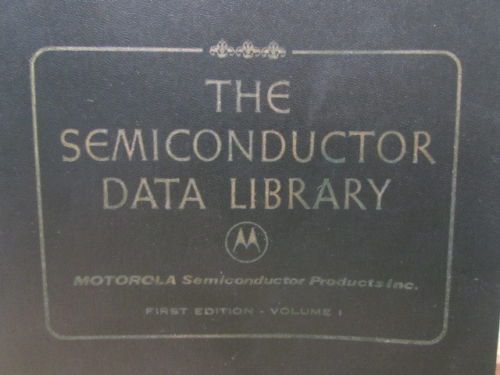 THE
SEMICONDUCTOR
DATA LIBRARY
MOTOROLA Semiconductor Products Inc.
FIRST EDITION - VOLUME I